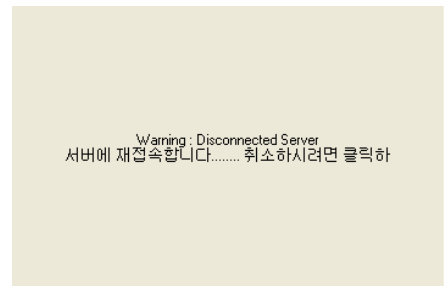 Warning : Disconnected Server
서버에 재접속합니다........ 취소하시려면 클릭하